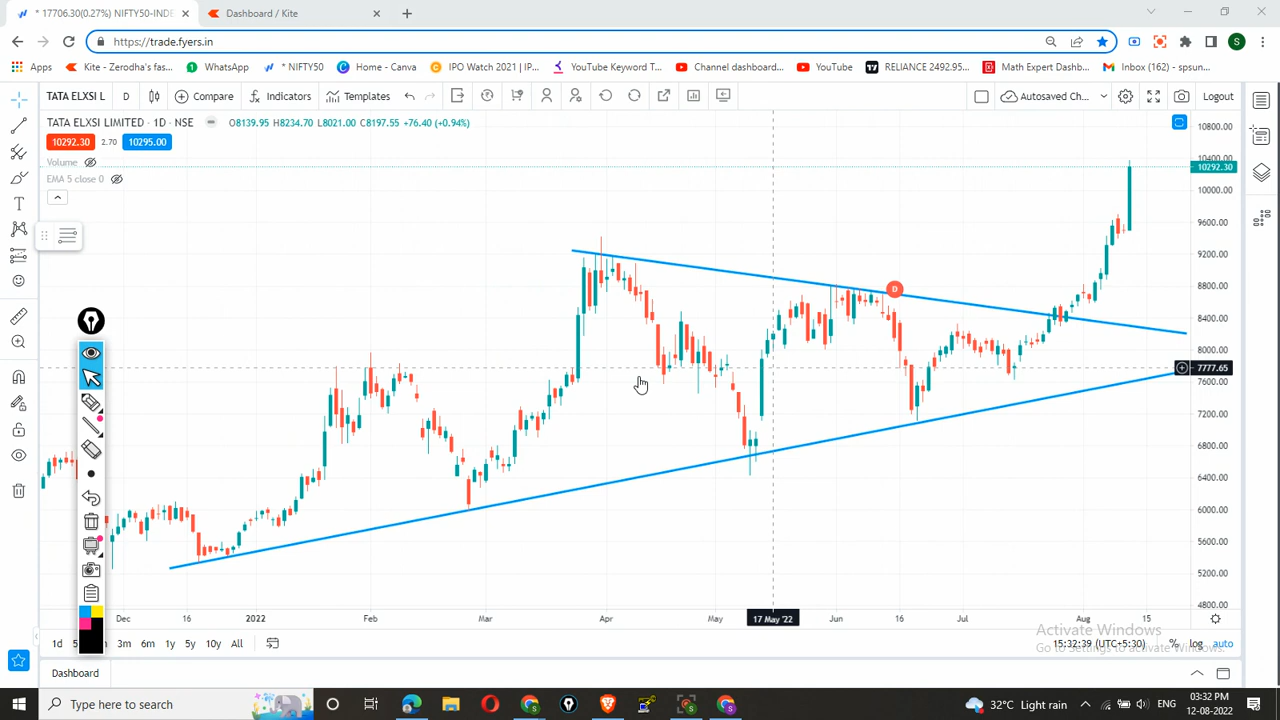 * 17706.30(0.27%) NIFTY50-INDE
Dashboard / Kite
https://trade.fyers.in
S
Apps
Kite - Zerodha's fas...
WhatsApp
* NIFTY50
Home - Canva
IPO Watch 2021 | IP...
YouTube Keyword T...
Channel dashboard...
YouTube
RELIANCE 2492.95...
Math Expert Dashb...
Inbox (162) - spsun...
TATA ELXSI L
D
Compare
Indicators
Templates
Autosaved Ch...
Logout
TATA ELXSI LIMITED · 1D · NSE
O8139.95 H8234.70 L8021.00 C8197.55 +76.40 (+0.94%)
10292.30
2.70
10295.00
Volume
EMA 5 close 0
10800.00
10400.00
10292.30
10000.00
9600.00
9200.00
8800.00
8400.00
8000.00
7777.65
7600.00
7200.00
6800.00
6400.00
6000.00
5600.00
5200.00
4800.00
D
Dec
16
2022
Feb
Mar
Apr
May
17 May '22
Jun
16
Jul
Aug
15
1d
3m
6m
1y
5y
10y
All
15:32:39 (UTC+5:30)
%
log
auto
Activate Windows
Go to Settings to activate Windows.
Dashboard
Type here to search
32°C Light rain
ENG
03:32 PM
12-08-2022